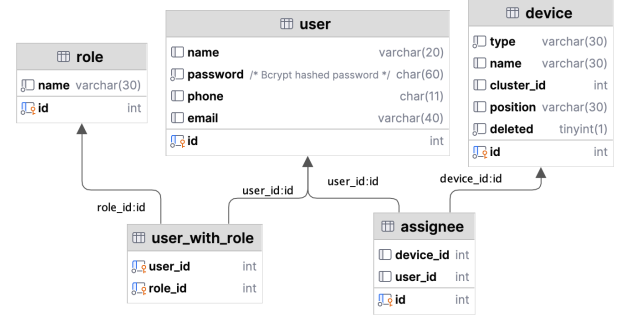 role
name varchar(30)
id int
user
name varchar(20)
password /* Bcrypt hashed password */ char(60)
phone char(11)
email varchar(40)
id int
device
type varchar(30)
name varchar(30)
cluster_id int
position varchar(30)
deleted tinyint(1)
id int
role_id:id
user_id:id
user_id:id
device_id:id
user_with_role
user_id int
role_id int
assignee
device_id int
user_id int
id int